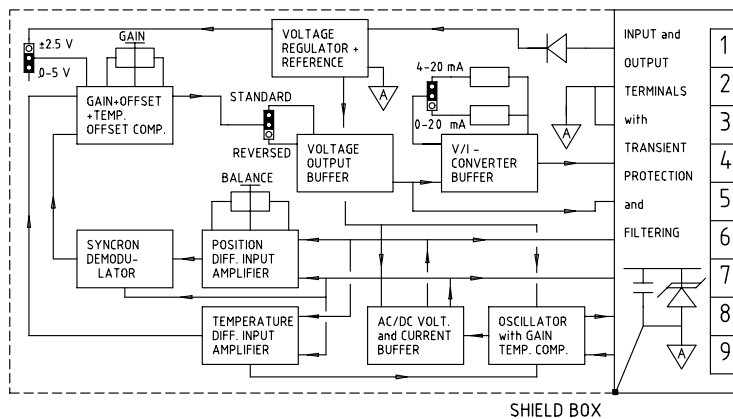 GAIN
±2.5 V
0-5 V
VOLTAGE
REGULATOR +
REFERENCE
A
4-20 mA
0-20 mA
GAIN+OFFSET
+TEMP.
OFFSET COMP.
STANDARD
REVERSED
VOLTAGE
OUTPUT
BUFFER
V/I -
CONVERTER
BUFFER
A
BALANCE
SYNCRON
DEMODU-
LATOR
POSITION
DIFF. INPUT
AMPLIFIER
TEMPERATURE
DIFF. INPUT
AMPLIFIER
AC/DC VOLT.
and CURRENT
BUFFER
OSCILLATOR
with GAIN
TEMP. COMP.
INPUT and
OUTPUT
TERMINALS
with
TRANSIENT
PROTECTION
and
FILTERING
A
1
2
3
4
5
6
7
8
9
SHIELD BOX